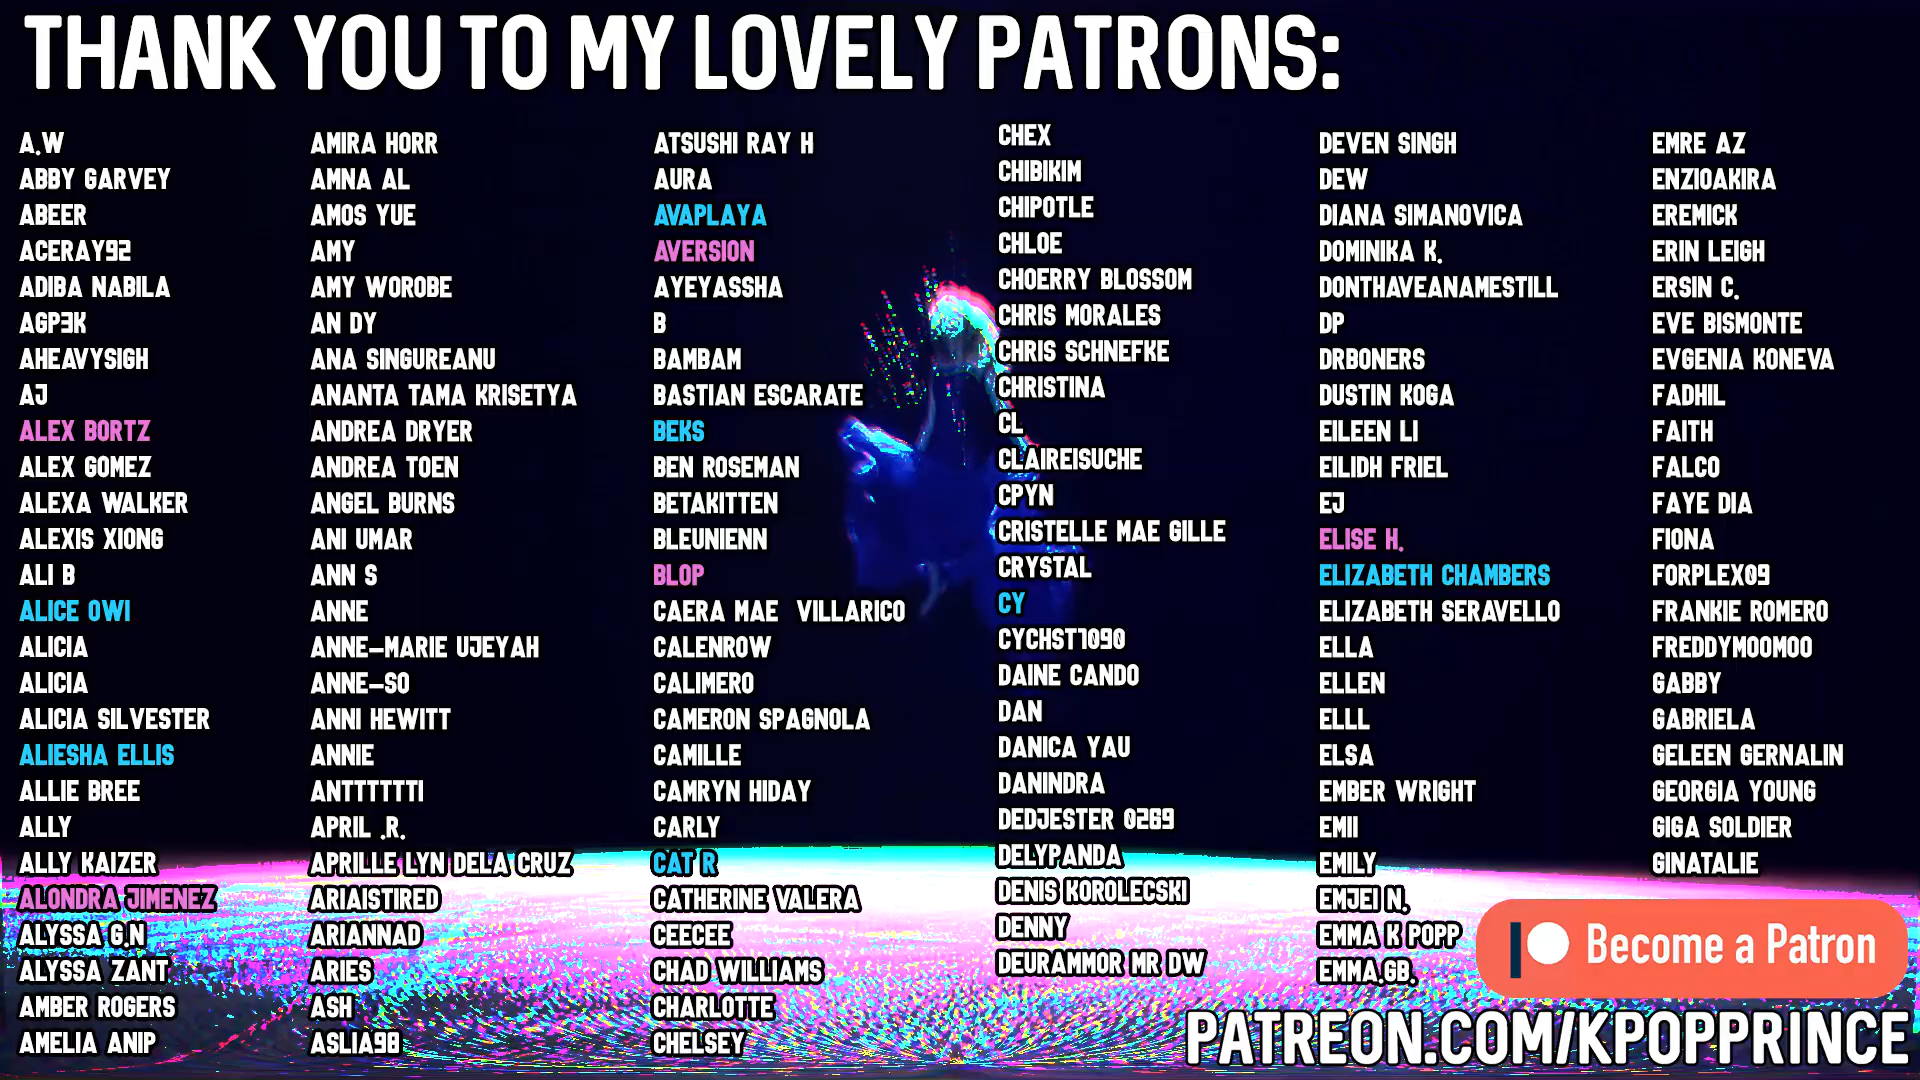 THANK YOU TO MY LOVELY PATRONS:
A.W
ABBY GARVEY
ABEER
ACERAY92
ADIBA NABILA
AGP3K
AHEAVYSIGH
AJ
ALEX BORTZ
ALEX GOMEZ
ALEXA WALKER
ALEXIS XIONG
ALI B
ALICE OWI
ALICIA
ALICIA
ALICIA SILVESTER
ALIESHA ELLIS
ALLIE BREE
ALLY
ALLY KAIZER
ALONDRA JIMENEZ
ALYSSA G.N
ALYSSA ZANT
AMBER ROGERS
AMELIA ANIP
AMIRA HORR
AMNA AL
AMOS YUE
AMY
AMY WOROBE
AN DY
ANA SINGUREANU
ANANTA TAMA KRISETYA
ANDREA DRYER
ANDREA TOEN
ANGEL BURNS
ANI UMAR
ANN S
ANNE
ANNE-MARIE UJEYAH
ANNE-SO
ANNI HEWITT
ANNIE
ANTTTTTTI
APRIL .R.
APRILLE LYN DELA CRUZ
ARIAISTIRED
ARIANNAD
ARIES
ASH
ASLIA98
ATSUSHI RAY H
AURA
AVAPLAYA
AVERSION
AYEYASSHA
B
BAMBAM
BASTIAN ESCARATE
BEKS
BEN ROSEMAN
BETAKITTEN
BLEUNIENN
BLOP
CAERA MAE  VILLARICO
CALENROW
CALIMERO
CAMERON SPAGNOLA
CAMILLE
CAMRYN HIDAY
CARLY
CAT R
CATHERINE VALERA
CEECEE
CHAD WILLIAMS
CHARLOTTE
CHELSEY
CHEX
CHIBIKIM
CHIPOTLE
CHLOE
CHOERRY BLOSSOM
CHRIS MORALES
CHRIS SCHNEFKE
CHRISTINA
CL
CLAIREISUCHE
CPYN
CRISTELLE MAE GILLE
CRYSTAL
CY
CYCHST1090
DAINE CANDO
DAN
DANICA YAU
DANINDRA
DEDJESTER 0269
DELYPANDA
DENIS KOROLECSKI
DENNY
DEURAMMOR MR DW
DEVEN SINGH
DEW
DIANA SIMANOVICA
DOMINIKA K.
DONTHAVEANAMESTILL
DP
DRBONERS
DUSTIN KOGA
EILEEN LI
EILIDH FRIEL
EJ
ELISE H.
ELIZABETH CHAMBERS
ELIZABETH SERAVELLO
ELLA
ELLEN
ELLL
ELSA
EMBER WRIGHT
EMII
EMILY
EMJEI N.
EMMA K POPP
EMMA.GB.
EMRE AZ
ENZIOAKIRA
EREMICK
ERIN LEIGH
ERSIN C.
EVE BISMONTE
EVGENIA KONEVA
FADHIL
FAITH
FALCO
FAYE DIA
FIONA
FORPLEX09
FRANKIE ROMERO
FREDDYMOOMOO
GABBY
GABRIELA
GELEEN GERNALIN
GEORGIA YOUNG
GIGA SOLDIER
GINATALIE
Become a Patron
PATREON.COM/KPOPPRINCE